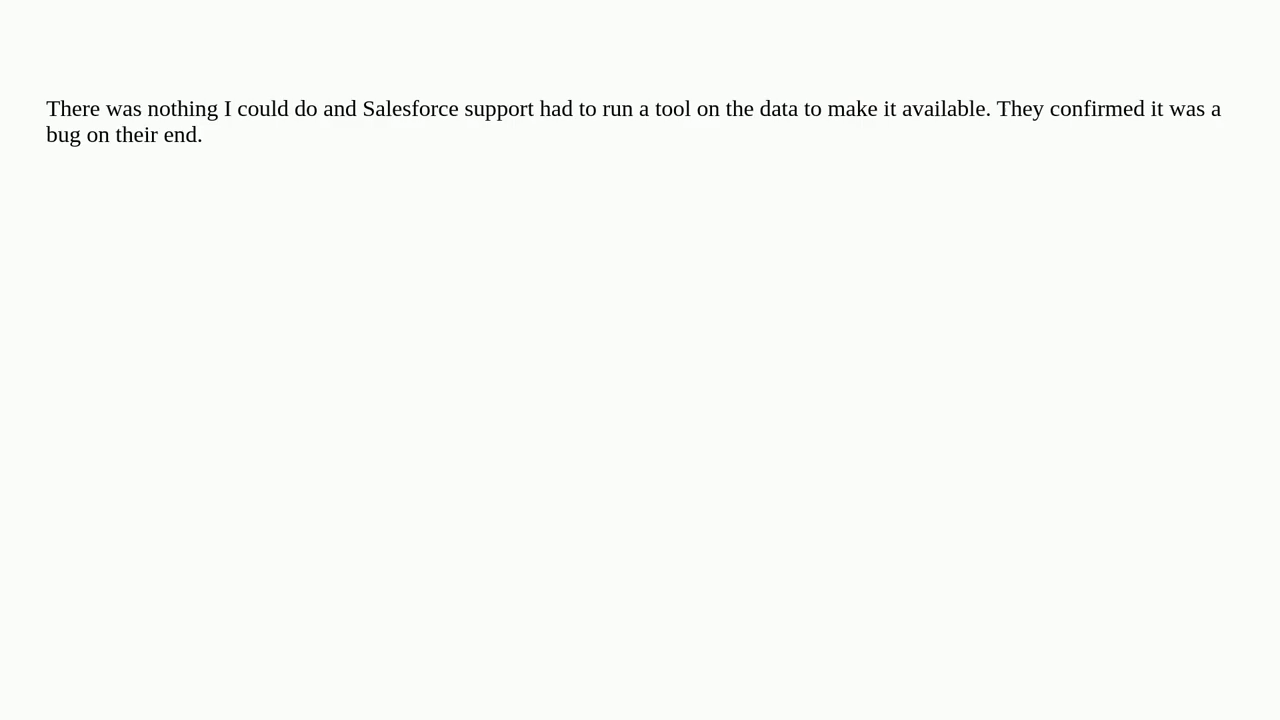 There was nothing I could do and Salesforce support had to run a tool on the data to make it available. They confirmed it was a
bug on their end.